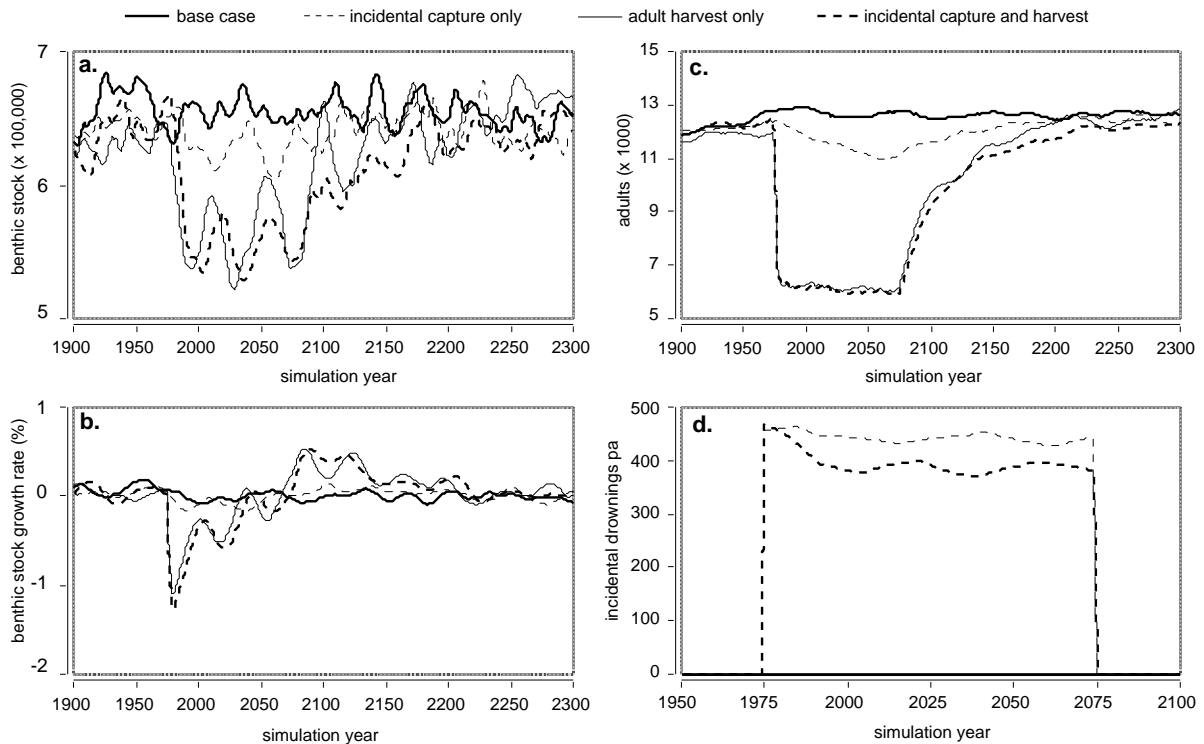 base case
incidental capture only
adult harvest only
incidental capture and harvest
a.
benthic stock (x 100,000)
7
6
5
1900 1950 2000 2050 2100 2150 2200 2250 2300
simulation year
c.
adults (x 1000)
15
13
11
9
7
5
1900 1950 2000 2050 2100 2150 2200 2250 2300
simulation year
b.
benthic stock growth rate (%)
1
0
-1
-2
1900 1950 2000 2050 2100 2150 2200 2250 2300
simulation year
d.
incidental drownings pa
500
400
300
200
100
0
1950 1975 2000 2025 2050 2075 2100
simulation year